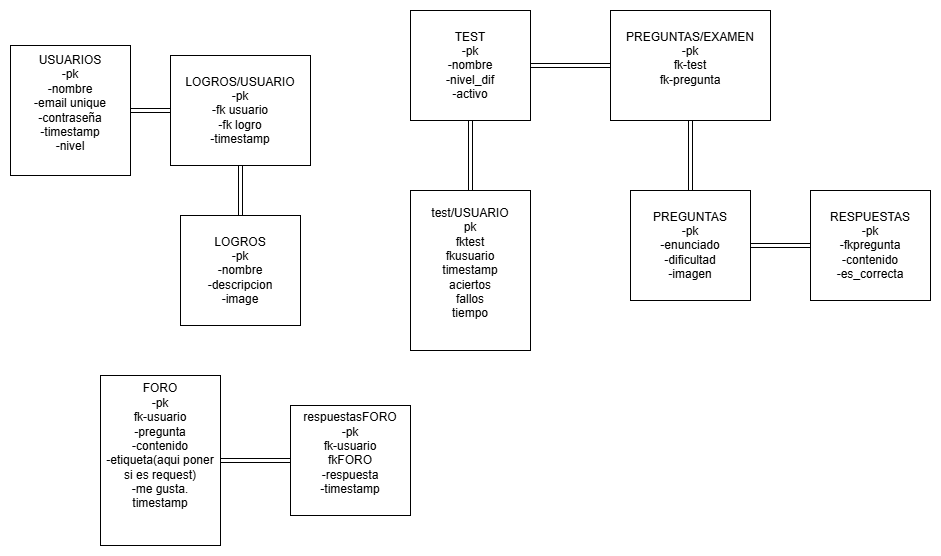 USUARIOS
-pk
-nombre
-email unique
-contraseña
-timestamp
-nivel
LOGROS/USUARIO
-pk
-fk usuario
-fk logro
-timestamp
LOGROS
-pk
-nombre
-descripcion
-image
TEST
-pk
-nombre
-nivel_dif
-activo
PREGUNTAS/EXAMEN
-pk
fk-test
fk-pregunta
test/USUARIO
pk
fktest
fkusuario
timestamp
aciertos
fallos
tiempo
PREGUNTAS
-pk
-enunciado
-dificultad
-imagen
RESPUESTAS
-pk
-fkpregunta
-contenido
-es_correcta
FORO
-pk
fk-usuario
-pregunta
-contenido
-etiqueta(aqui poner
si es request)
-me gusta.
timestamp
respuestasFORO
-pk
fk-usuario
fkFORO
-respuesta
-timestamp